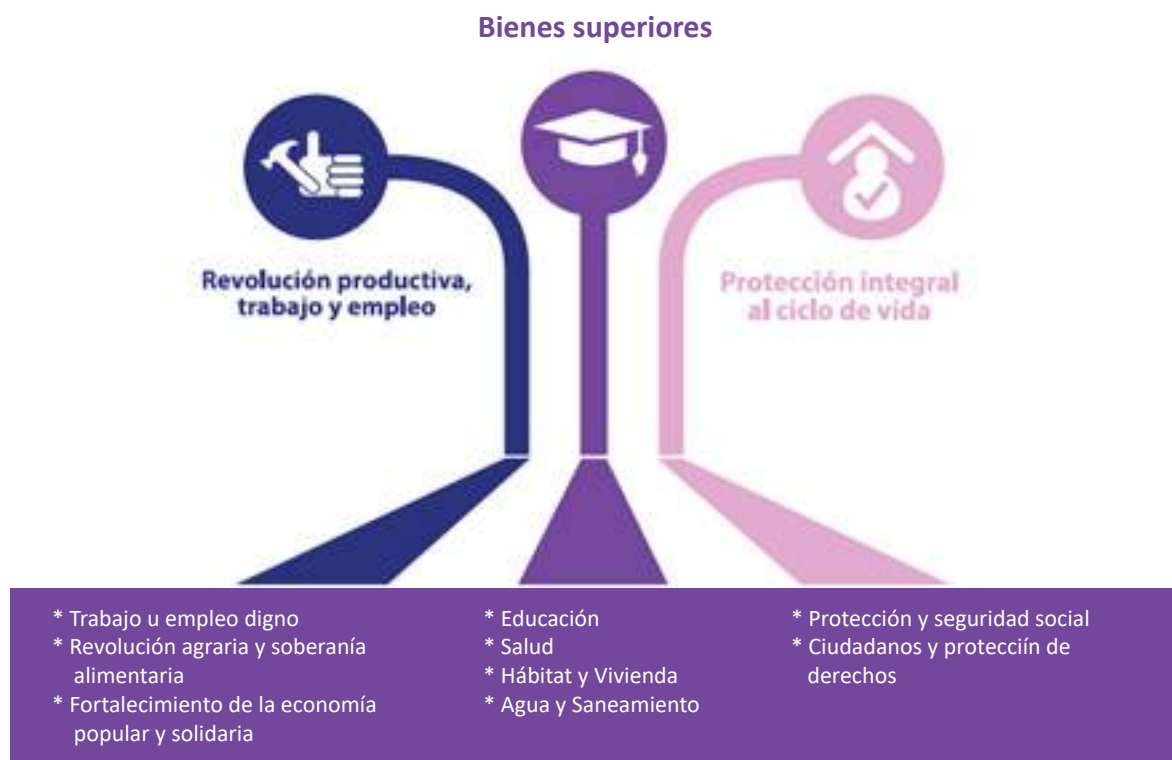 Bienes superiores
Revolución productiva,
trabajo y empleo
Protección integral
al ciclo de vida
* Trabajo u empleo digno
* Revolución agraria y soberanía
alimentaria
* Fortalecimiento de la economía
popular y solidaria
* Educación
* Salud
* Hábitat y Vivienda
* Agua y Saneamiento
* Protección y seguridad social
* Ciudadanos y protecciín de
derechos